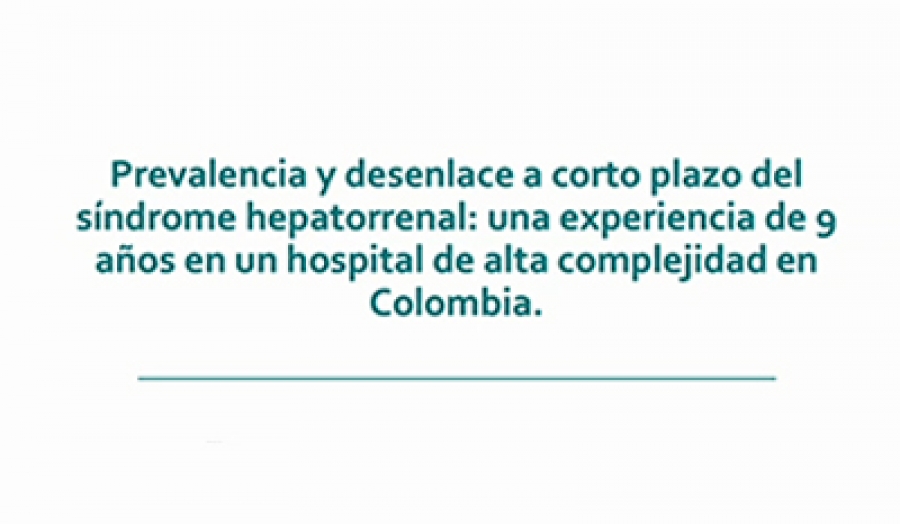 Prevalencia y desenlace a corto plazo del
síndrome hepatorrenal: una experiencia de 9
años en un hospital de alta complejidad en
Colombia.